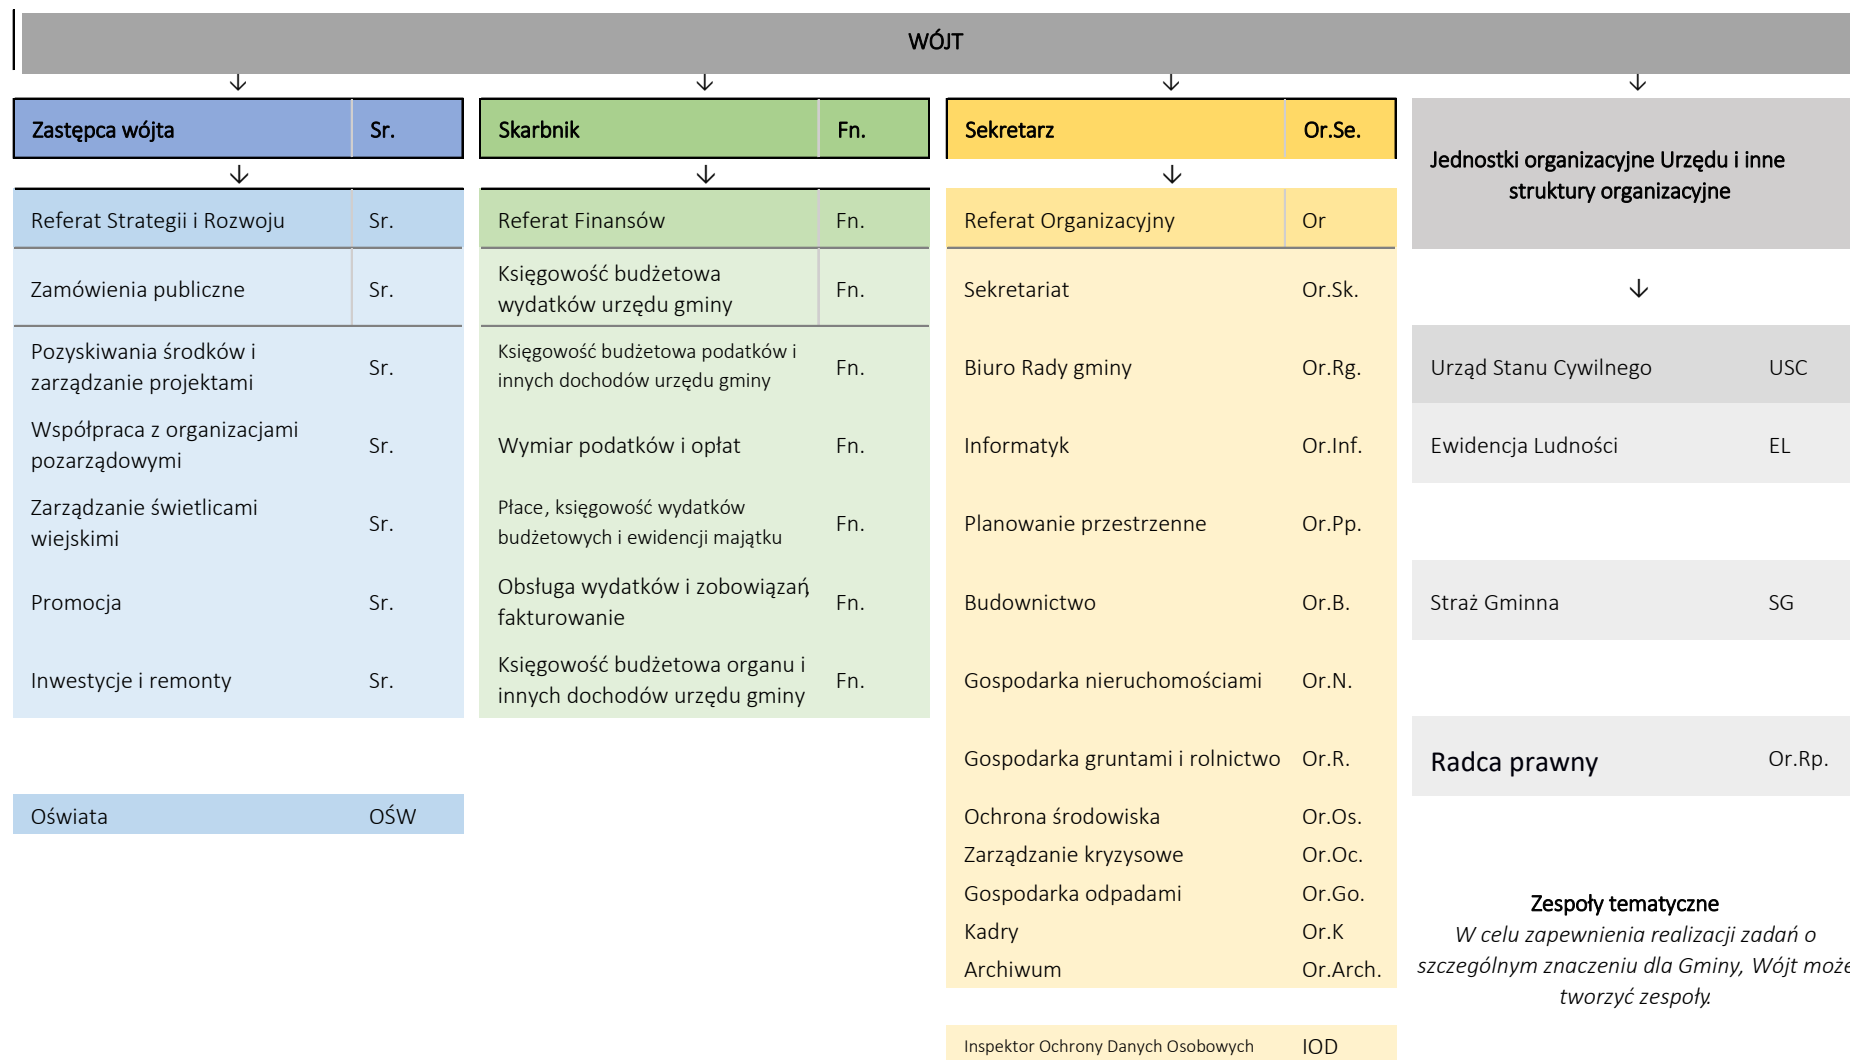 WÓJT
↓ ↓ ↓ ↓
Zastępca wójta Sr.
↓
Referat Strategii i Rozwoju Sr.
Zamówienia publiczne Sr.
Pozyskiwania środków i
zarządzanie projektami Sr.
Współpraca z organizacjami
pozarządowymi Sr.
Zarządzanie świetlicami
wiejskimi Sr.
Promocja Sr.
Inwestycje i remonty Sr.
Oświata OŚW
Skarbnik Fn.
↓
Referat Finansów Fn.
Księgowość budżetowa
wydatków urzędu gminy Fn.
Księgowość budżetowa podatków i
innych dochodów urzędu gminy Fn.
Wymiar podatków i opłat Fn.
Płace, księgowość wydatków
budżetowych i ewidencji majątku Fn.
Obsługa wydatków i zobowiązań,
fakturowanie Fn.
Księgowość budżetowa organu i
innych dochodów urzędu gminy Fn.
Sekretarz Or.Se.
↓
Referat Organizacyjny Or
Sekretariat Or.Sk.
Biuro Rady gminy Or.Rg.
Informatyk Or.Inf.
Planowanie przestrzenne Or.Pp.
Budownictwo Or.B.
Gospodarka nieruchomościami Or.N.
Gospodarka gruntami i rolnictwo Or.R.
Ochrona środowiska Or.Os.
Zarządzanie kryzysowe Or.Oc.
Gospodarka odpadami Or.Go.
Kadry Or.K
Archiwum Or.Arch.
Inspektor Ochrony Danych Osobowych IOD
Jednostki organizacyjne Urzędu i inne
struktury organizacyjne
↓
Urząd Stanu Cywilnego USC
Ewidencja Ludności EL
Straż Gminna SG
Radca prawny Or.Rp.
Zespoły tematyczne
W celu zapewnienia realizacji zadań o
szczególnym znaczeniu dla Gminy, Wójt może
tworzyć zespoły.